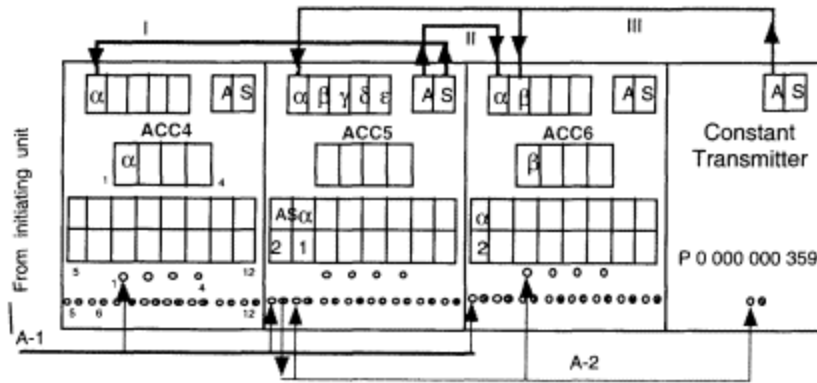 I II III
α A S α β γ δ ε A S α β A S A S
ACC4 ACC5 ACC6 Constant
Transmitter
α β
1 4
From initiating unit
AS α α
2 1 2
P 0 000 000 359
5 12
1 4
5 6 12
A-1
A-2